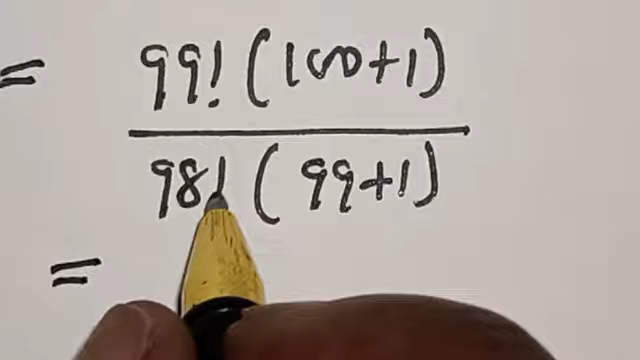 = 99! (100+1)
98! (99+1)
=